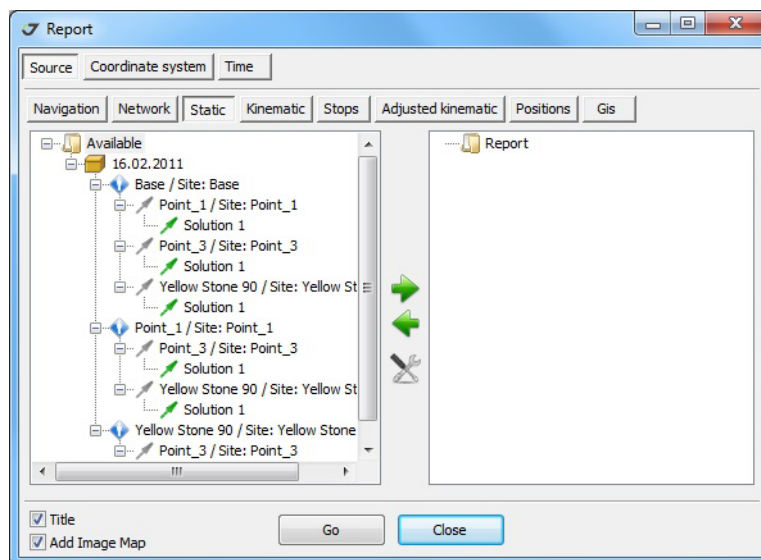 Report
Source Coordinate system Time
Navigation Network Static Kinematic Stops Adjusted kinematic Positions Gis
Available
16.02.2011
Base / Site: Base
Point_1 / Site: Point_1
Solution 1
Point_3 / Site: Point_3
Solution 1
Yellow Stone 90 / Site: Yellow St
Solution 1
Point_1 / Site: Point_1
Point_3 / Site: Point_3
Solution 1
Yellow Stone 90 / Site: Yellow St
Solution 1
Yellow Stone 90 / Site: Yellow Stone
Point_3 / Site: Point_3
Report
Title
Add Image Map
Go
Close